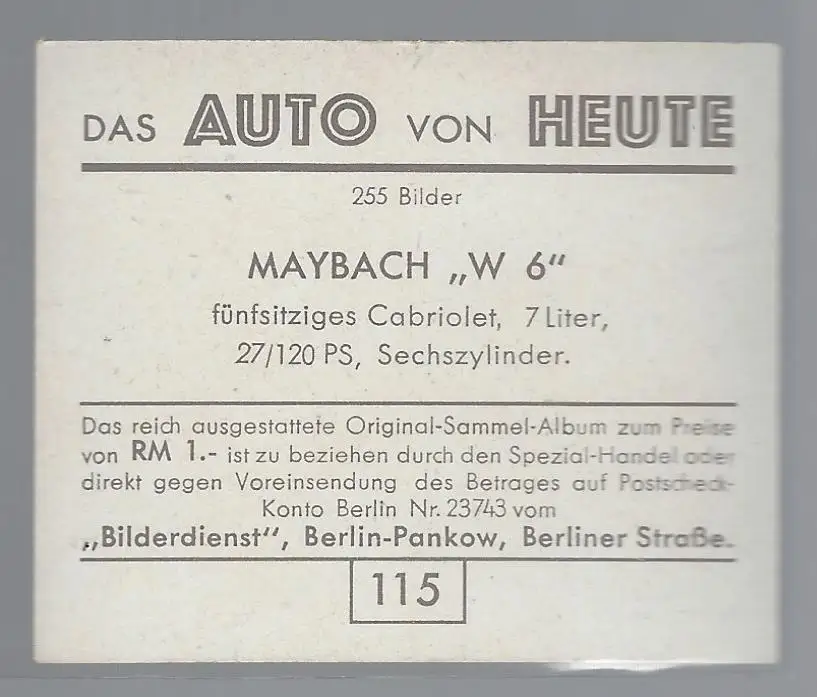 DAS AUTO VON HEUTE
255 Bilder
MAYBACH „W 6“
fünfsitziges Cabriolet, 7 Liter,
27/120 PS, Sechszylinder.
Das reich ausgestattete Original-Sammel-Album zum Preise
von RM 1.- ist zu beziehen durch den Spezial-Handel oder
direkt gegen Voreinsendung des Betrages auf Postscheck-
Konto Berlin Nr. 23743 vom
„Bilderdienst“, Berlin-Pankow, Berliner Straße.
115